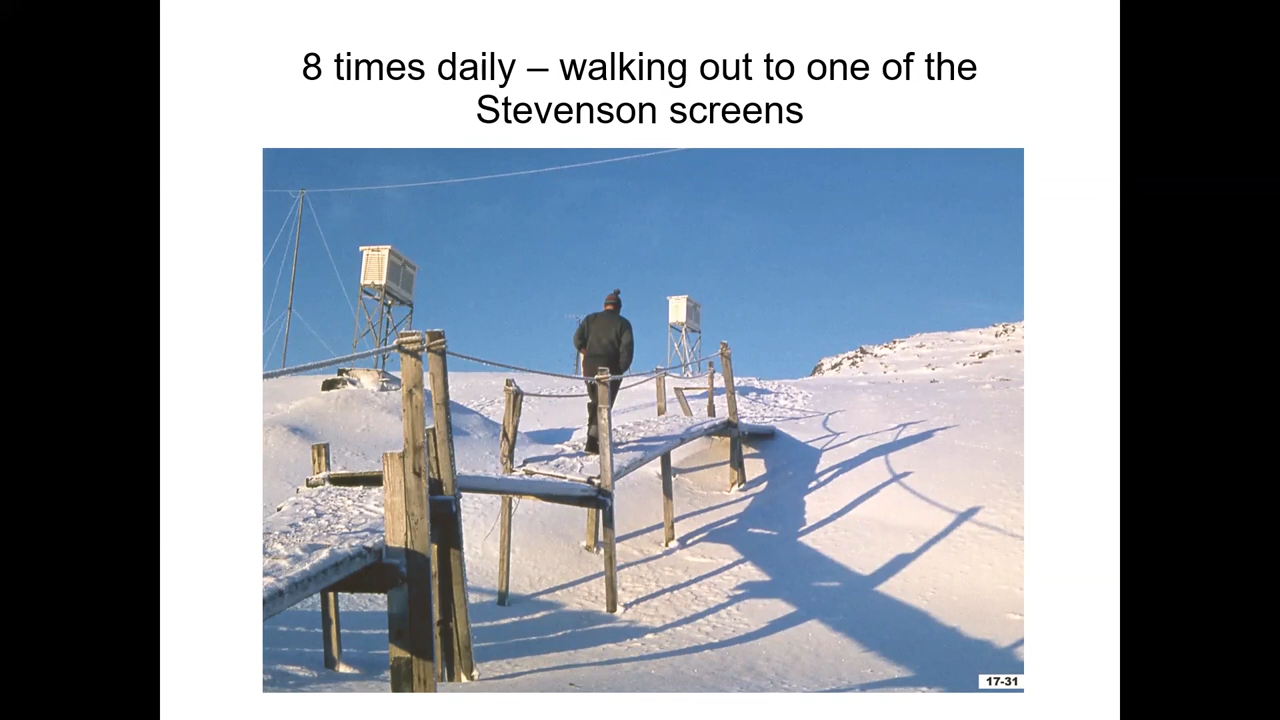 8 times daily – walking out to one of the
Stevenson screens
17-31